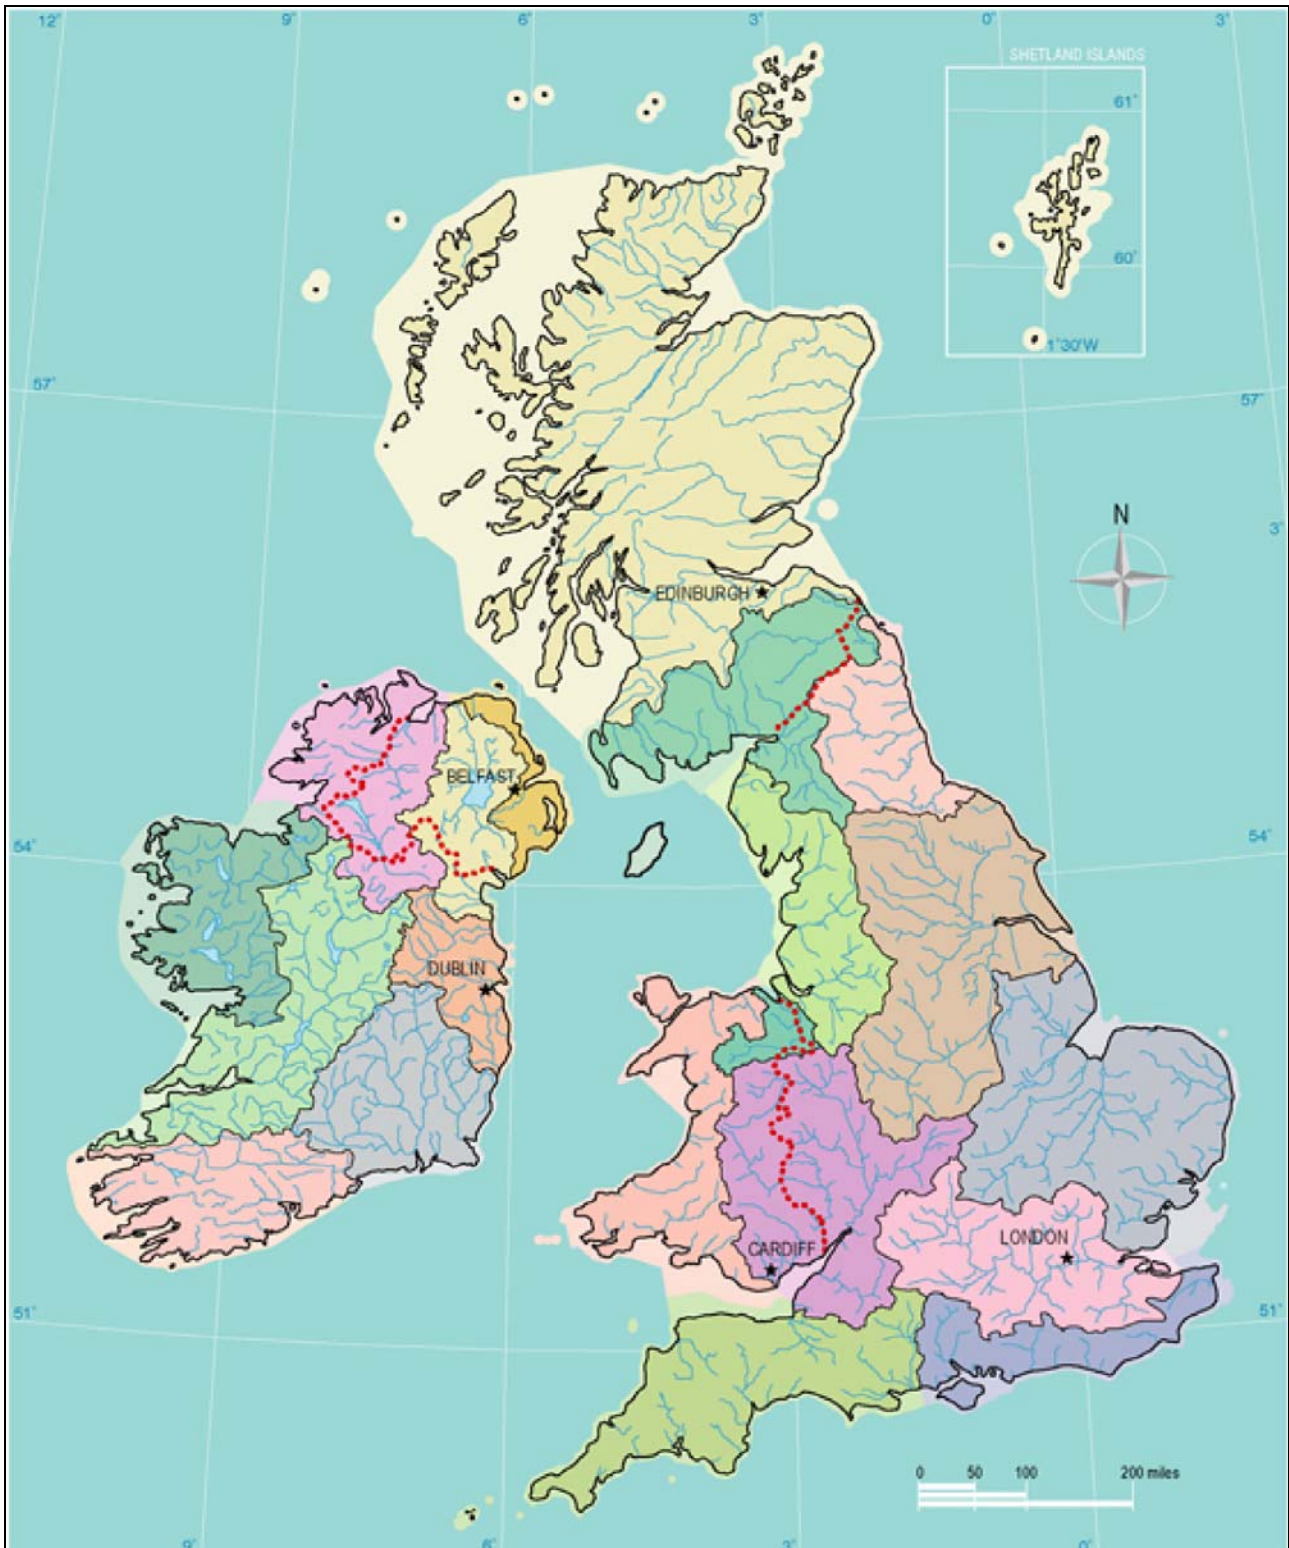 12° 9° 6° 3° 0° 3°
SHETLAND ISLANDS
61°
60°
1°30'W
57° 57°
N
3°
EDINBURGH
BELFAST
54° 54°
DUBLIN
LONDON
CARDIFF
51° 51°
0 50 100 200 miles
9° 6° 3° 0°